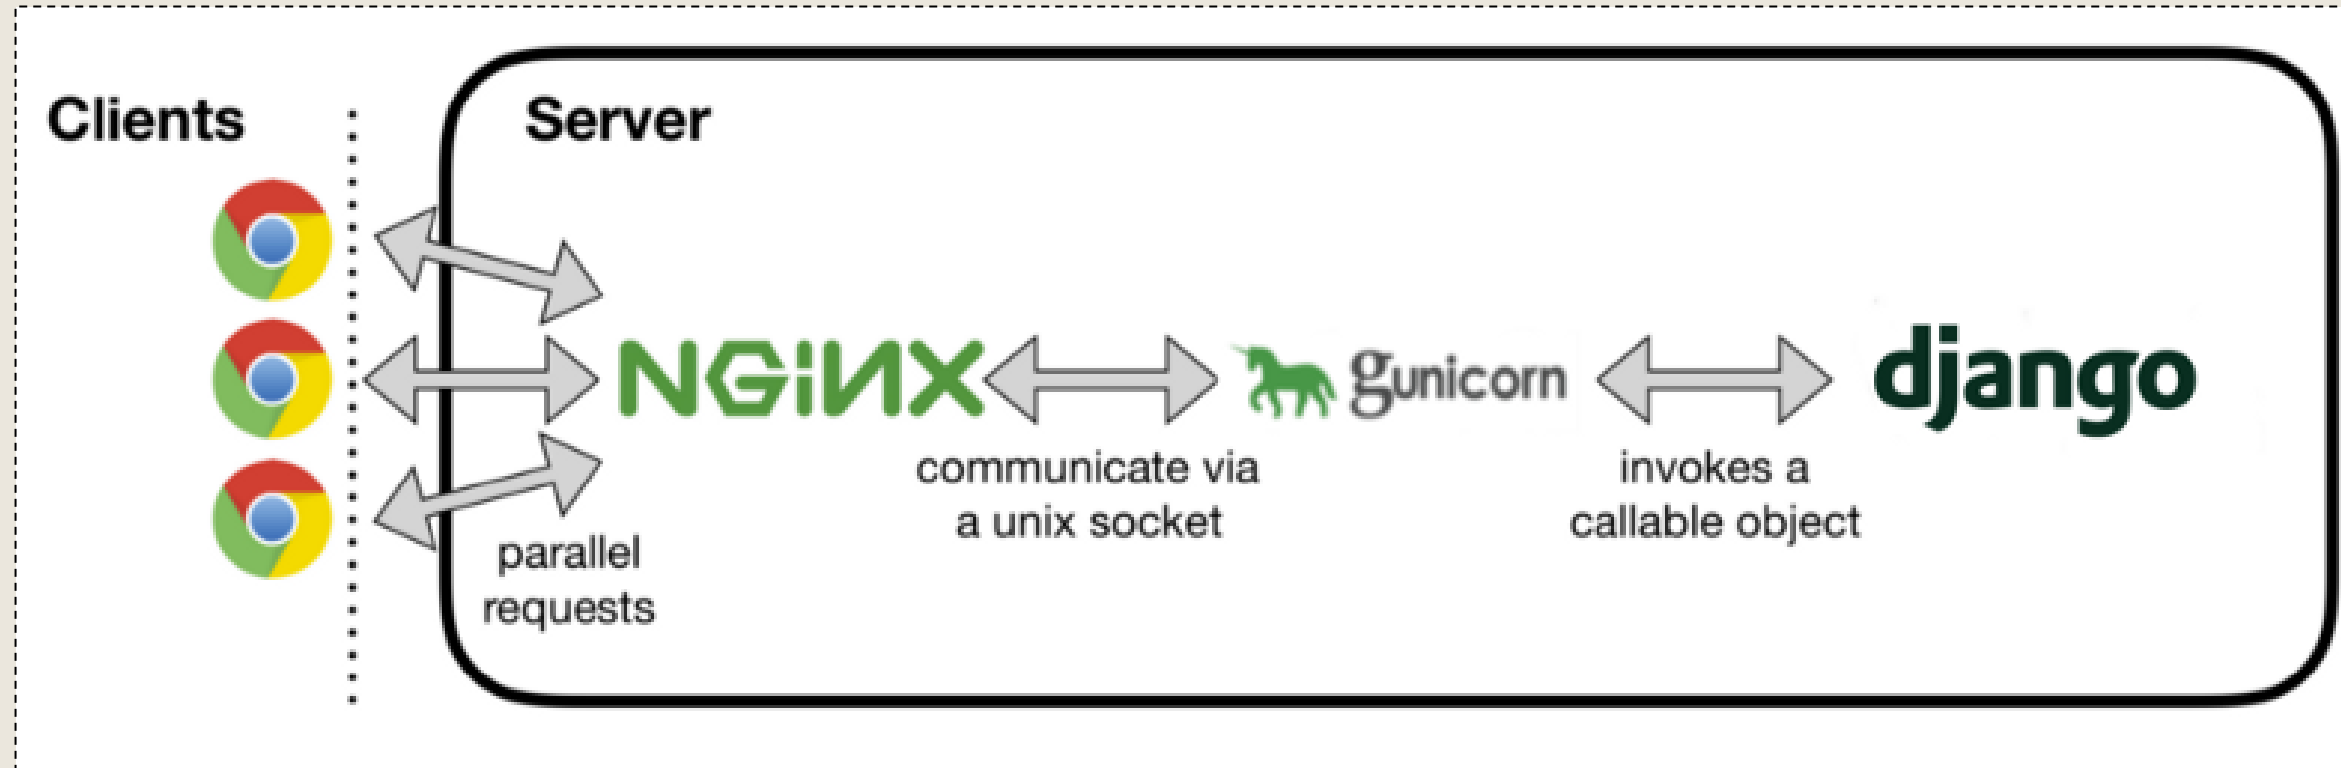 Clients
Server
NGiNX
gunicorn
django
communicate via
a unix socket
invokes a
callable object
parallel
requests